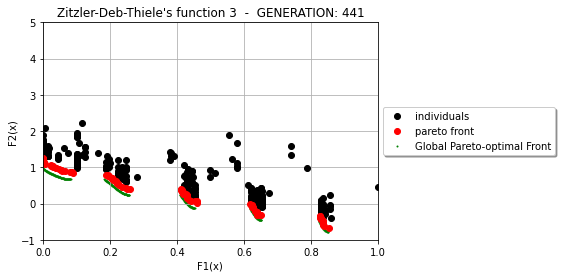 Zitzler-Deb-Thiele's function 3 - GENERATION: 441
5
4
3
2
1
0
−1
F2(x)
0.0 0.2 0.4 0.6 0.8 1.0
F1(x)
individuals
pareto front
Global Pareto-optimal Front